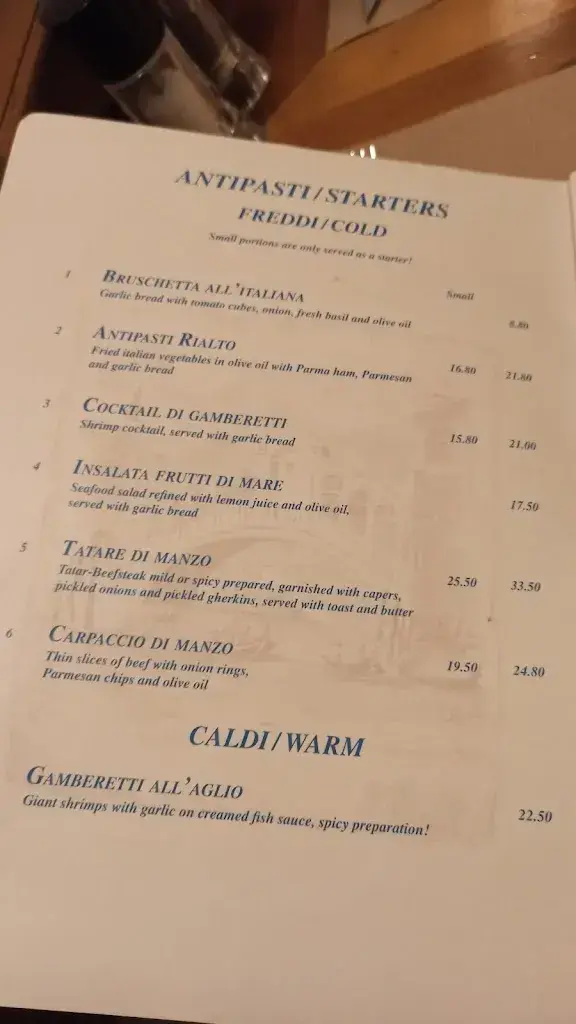 ANTIPASTI/STARTERS
FREDDI/COLD
Small portions are only served as a starter!
Small
1 BRUSCHETTA ALL'ITALIANA
Garlic bread with tomato cubes, onion, fresh basil and olive oil 8.80
2 ANTIPASTI RIALTO
Fried italian vegetables in olive oil with Parma ham, Parmesan 16.80 21.80
and garlic bread
3 COCKTAIL DI GAMBERETTI
Shrimp cocktail, served with garlic bread 15.80 21.00
4 INSALATA FRUTTI DI MARE
Seafood salad refined with lemon juice and olive oil, 17.50
served with garlic bread
5 TATARE DI MANZO
Tatar-Beefsteak mild or spicy prepared, garnished with capers, 25.50 33.50
pickled onions and pickled gherkins, served with toast and butter
6 CARPACCIO DI MANZO
Thin slices of beef with onion rings, 19.50 24.80
Parmesan chips and olive oil
CALDI/WARM
GAMBERETTI ALL'AGLIO
Giant shrimps with garlic on creamed fish sauce, spicy preparation! 22.50